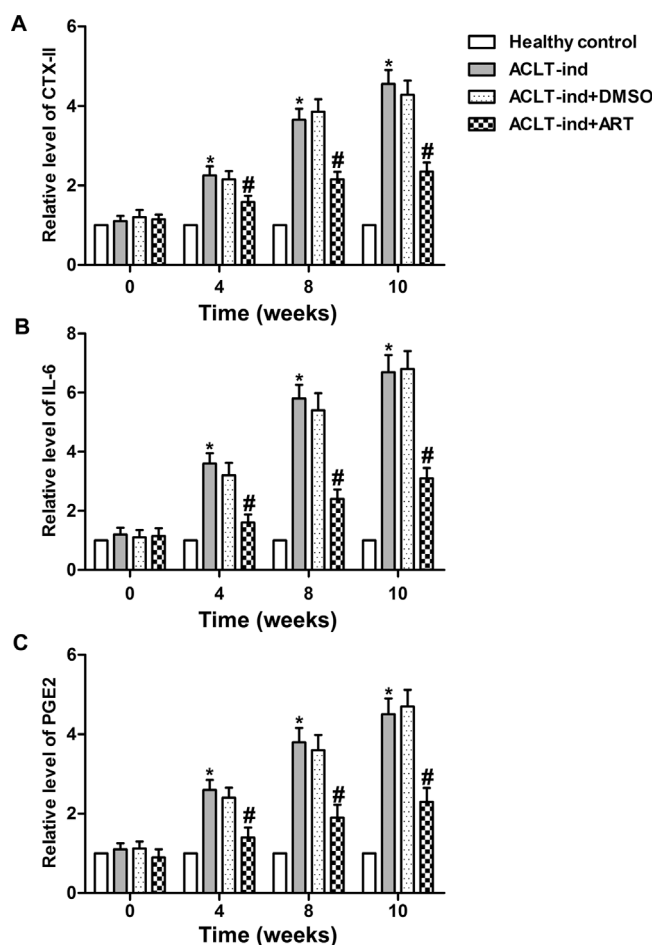 A
Relative level of CTX-II
6
4
2
0
* # * # * #
0 4 8 10
Time (weeks)
Healthy control
ACLT-ind
ACLT-ind+DMSO
ACLT-ind+ART
B
Relative level of IL-6
8
6
4
2
0
* # * # * #
0 4 8 10
Time (weeks)
C
Relative level of PGE2
6
4
2
0
* # * # * #
0 4 8 10
Time (weeks)